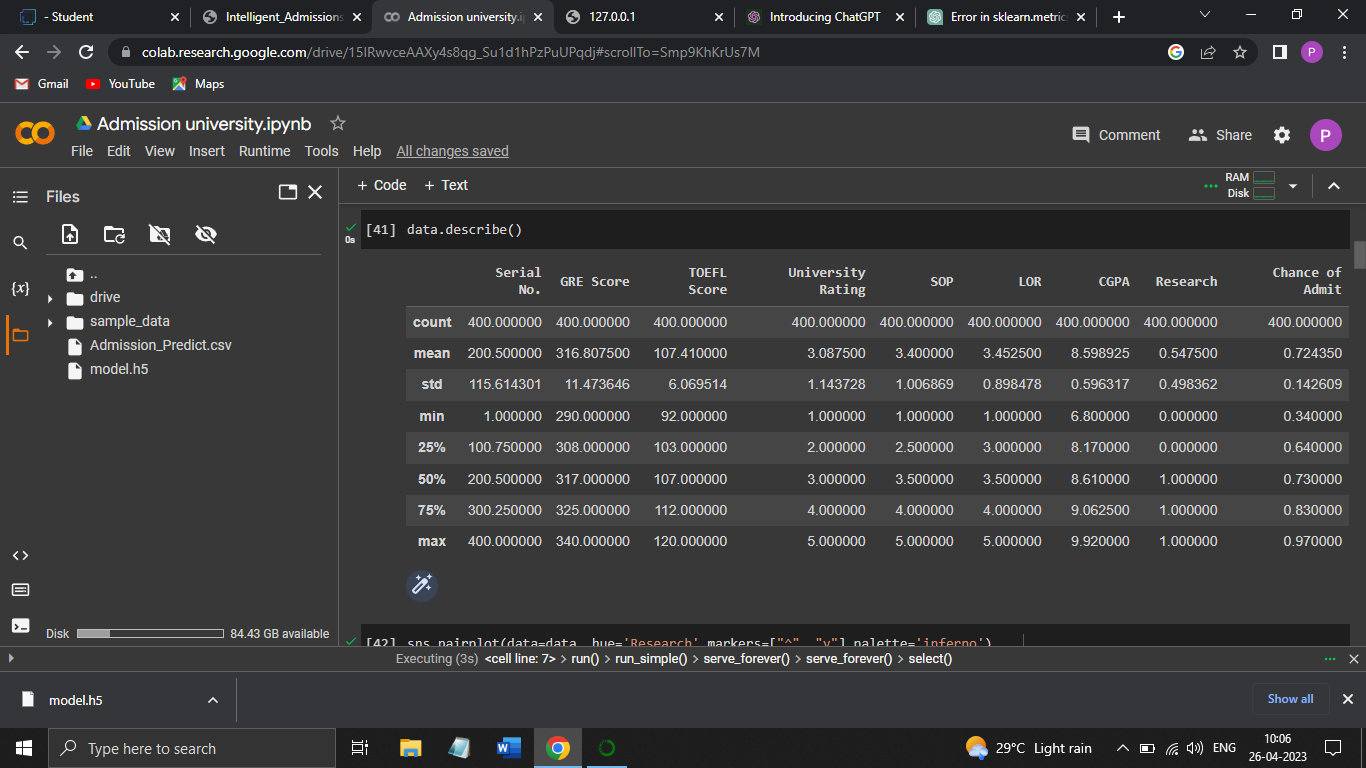 - Student
Intelligent_Admissions
Admission university.i
127.0.0.1
Introducing ChatGPT
Error in sklearn.metric
colab.research.google.com/drive/15lRwvceAAXy4s8qg_Su1d1hPzPuUPqdj#scrollTo=Smp9KhKrUs7M
P
Gmail
YouTube
Maps
Admission university.ipynb
File Edit View Insert Runtime Tools Help All changes saved
Comment
Share
P
Files
+ Code + Text
RAM
Disk
{x}
..
drive
sample_data
Admission_Predict.csv
model.h5
Disk 84.43 GB available
0s
[41] data.describe()
Serial No. GRE Score TOEFL Score University Rating SOP LOR CGPA Research Chance of Admit
count 400.000000 400.000000 400.000000 400.000000 400.000000 400.000000 400.000000 400.000000 400.000000
mean 200.500000 316.807500 107.410000 3.087500 3.400000 3.452500 8.598925 0.547500 0.724350
std 115.614301 11.473646 6.069514 1.143728 1.006869 0.898478 0.596317 0.498362 0.142609
min 1.000000 290.000000 92.000000 1.000000 1.000000 1.000000 6.800000 0.000000 0.340000
25% 100.750000 308.000000 103.000000 2.000000 2.500000 3.000000 8.170000 0.000000 0.640000
50% 200.500000 317.000000 107.000000 3.000000 3.500000 3.500000 8.610000 1.000000 0.730000
75% 300.250000 325.000000 112.000000 4.000000 4.000000 4.000000 9.062500 1.000000 0.830000
max 400.000000 340.000000 120.000000 5.000000 5.000000 5.000000 9.920000 1.000000 0.970000
[42] sns.pairplot(data=data, hue='Research',markers=["^", "v"],palette='inferno')
Executing (3s) <cell line: 7> > run() > run_simple() > serve_forever() > serve_forever() > select()
model.h5
Show all
Type here to search
29°C Light rain
ENG
10:06
26-04-2023